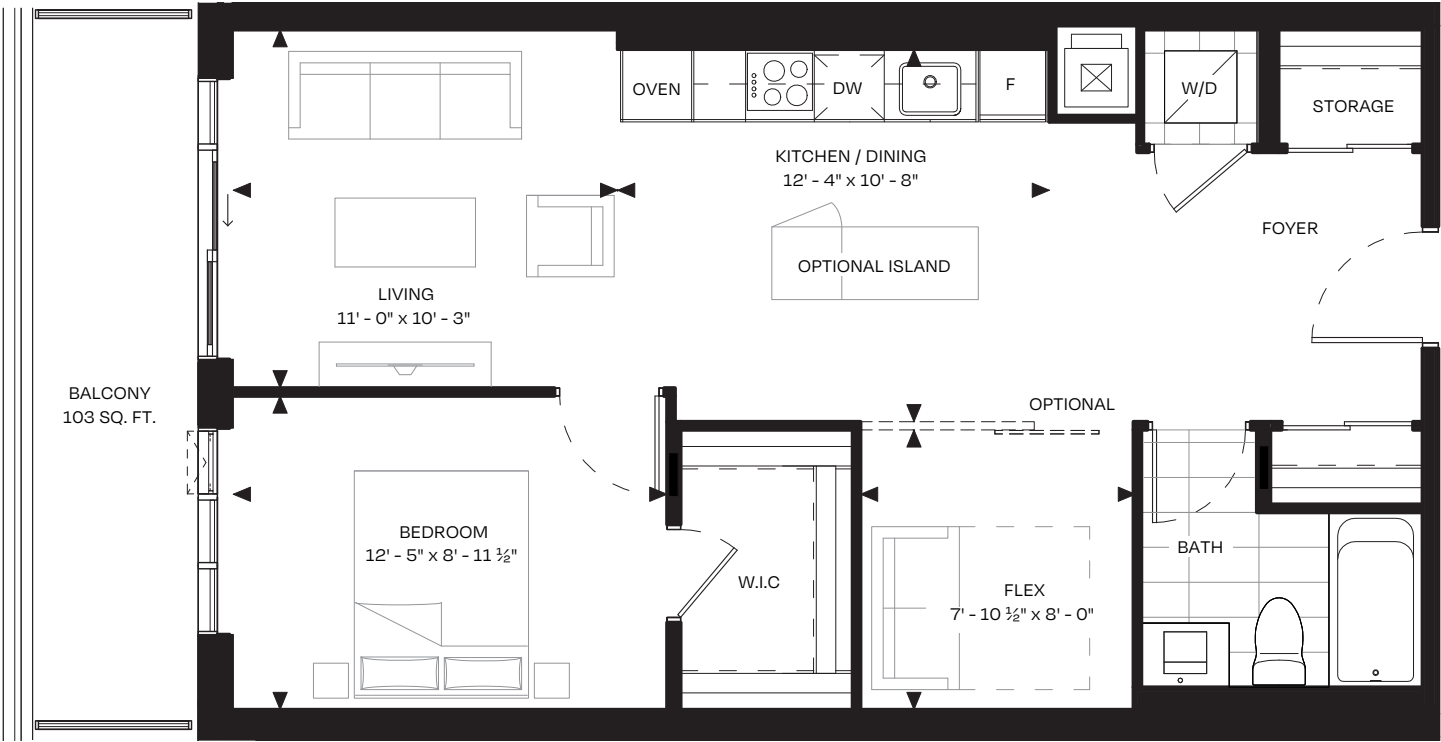 OVEN
DW
F
W/D
STORAGE
KITCHEN / DINING
12' - 4" x 10' - 8"
FOYER
OPTIONAL ISLAND
LIVING
11' - 0" x 10' - 3"
BALCONY
103 SQ. FT.
OPTIONAL
BEDROOM
12' - 5" x 8' - 11 ½"
W.I.C
FLEX
7' - 10 ½" x 8' - 0"
BATH